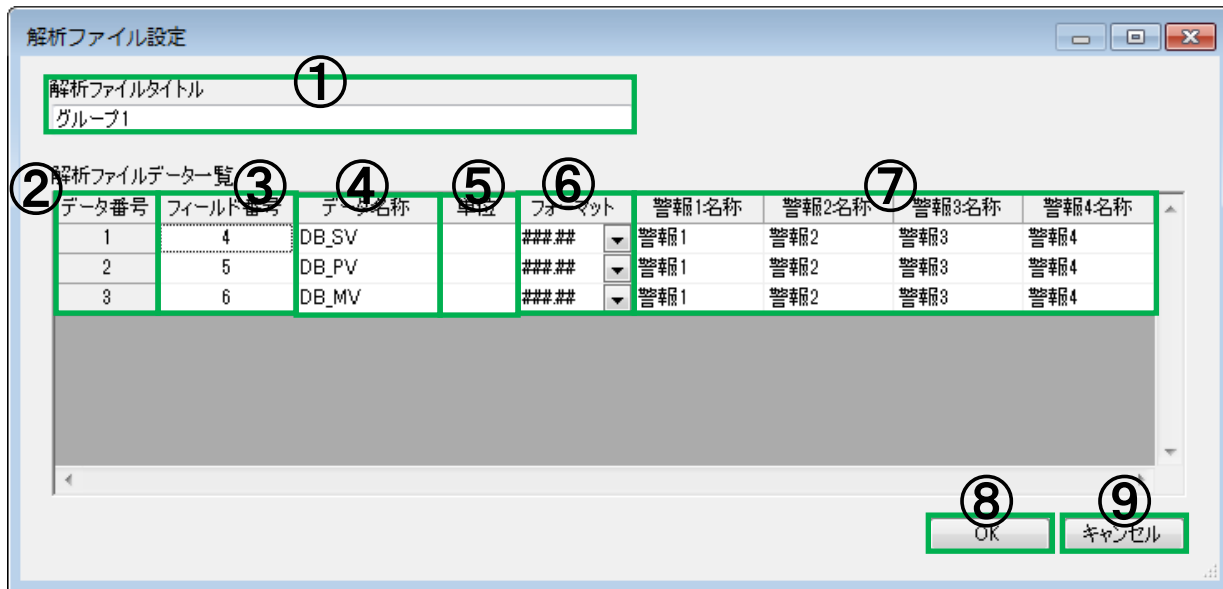 解析ファイル設定
①
解析ファイルタイトル
グループ1
解析ファイルデータ一覧
② ③ ④ ⑤ ⑥ ⑦
データ番号 フィールド番号 データ名称 単位 フォーマット 警報1名称 警報2名称 警報3名称 警報4名称
1 4 DB_SV ###.## 警報1 警報2 警報3 警報4
2 5 DB_PV ###.## 警報1 警報2 警報3 警報4
3 6 DB_MV ###.## 警報1 警報2 警報3 警報4
⑧ ⑨
OK キャンセル